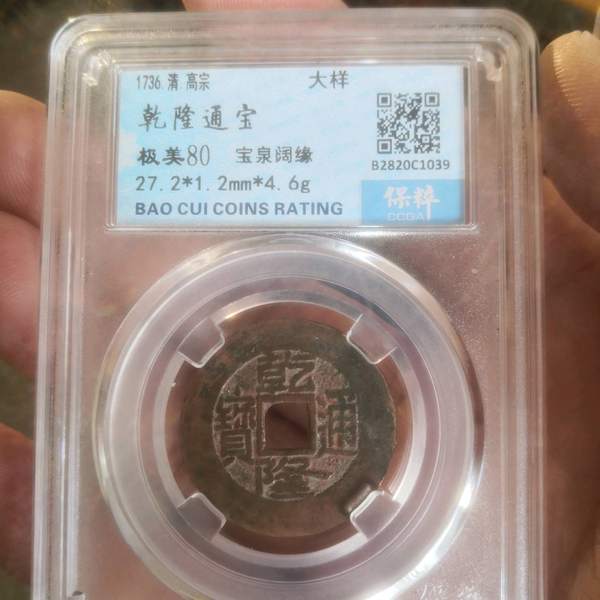 1736.清.高宗 大样
乾隆通宝
极美80 宝泉阔缘
B2820C1039
27.2*1.2mm*4.6g
BAO CUI COINS RATING
保粹
CCGA
乾
寶 通
隆